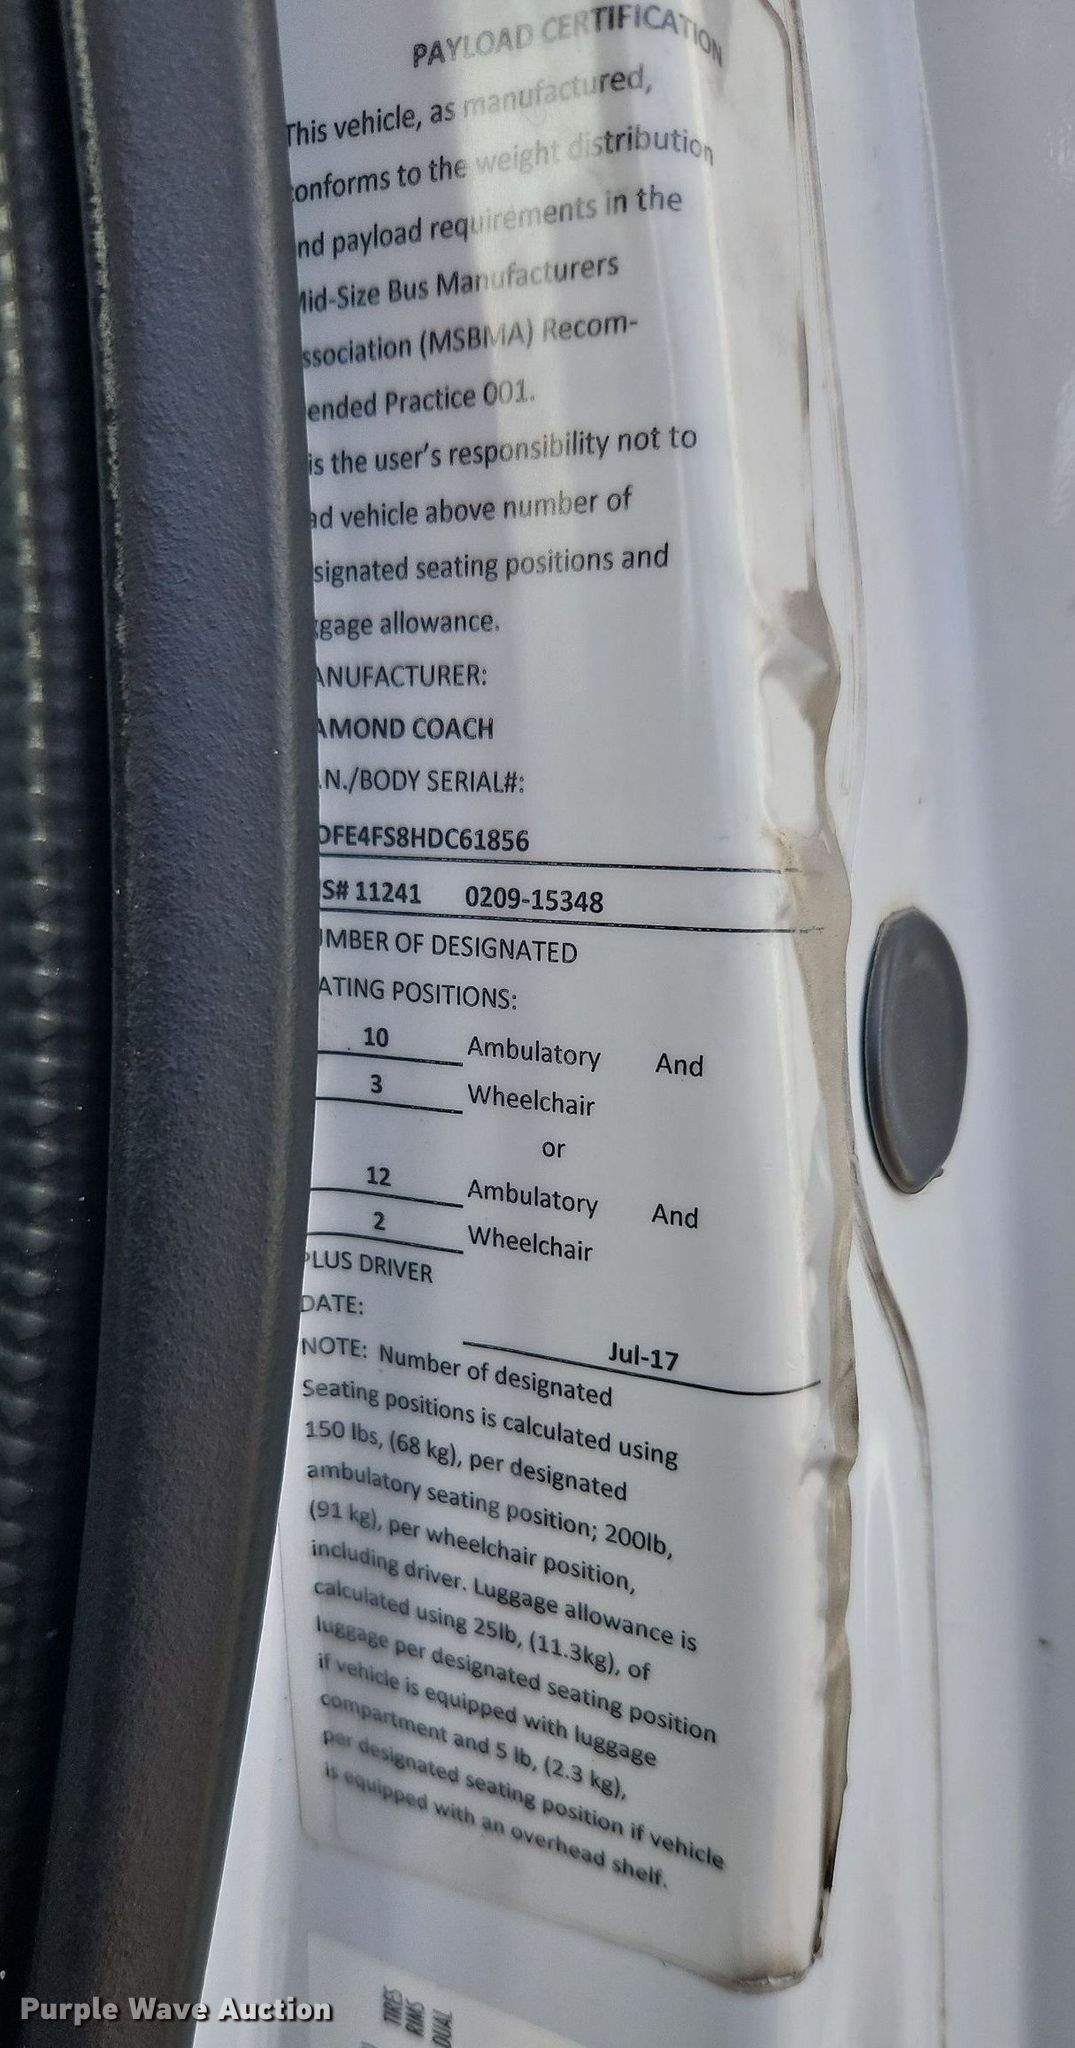 PAYLOAD CERTIFICATION
This vehicle, as manufactured,
conforms to the weight distribution
nd payload requirements in the
Mid-Size Bus Manufacturers
ssociation (MSBMA) Recom-
ended Practice 001.
is the user's responsibility not to
ad vehicle above number of
signated seating positions and
ggage allowance.
ANUFACTURER:
AMOND COACH
.N./BODY SERIAL#:
DFE4FS8HDC61856
S# 11241 0209-15348
UMBER OF DESIGNATED
ATING POSITIONS:
10 Ambulatory And
3 Wheelchair
or
12 Ambulatory And
2 Wheelchair
PLUS DRIVER
DATE:
Jul-17
NOTE: Number of designated
Seating positions is calculated using
150 lbs, (68 kg), per designated
ambulatory seating position; 200lb,
(91 kg), per wheelchair position,
including driver. Luggage allowance is
calculated using 25lb, (11.3kg), of
luggage per designated seating position
if vehicle is equipped with luggage
compartment and 5 lb, (2.3 kg),
per designated seating position if vehicle
is equipped with an overhead shelf.
TIRES
RIMS
DUAL
Purple Wave Auction